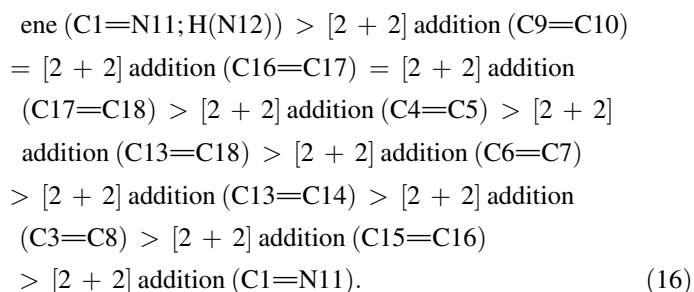 ene (C1=N11; H(N12)) > [2 + 2] addition (C9=C10)
= [2 + 2] addition (C16=C17) = [2 + 2] addition
(C17=C18) > [2 + 2] addition (C4=C5) > [2 + 2]
addition (C13=C18) > [2 + 2] addition (C6=C7)
> [2 + 2] addition (C13=C14) > [2 + 2] addition
(C3=C8) > [2 + 2] addition (C15=C16)
> [2 + 2] addition (C1=N11). (16)